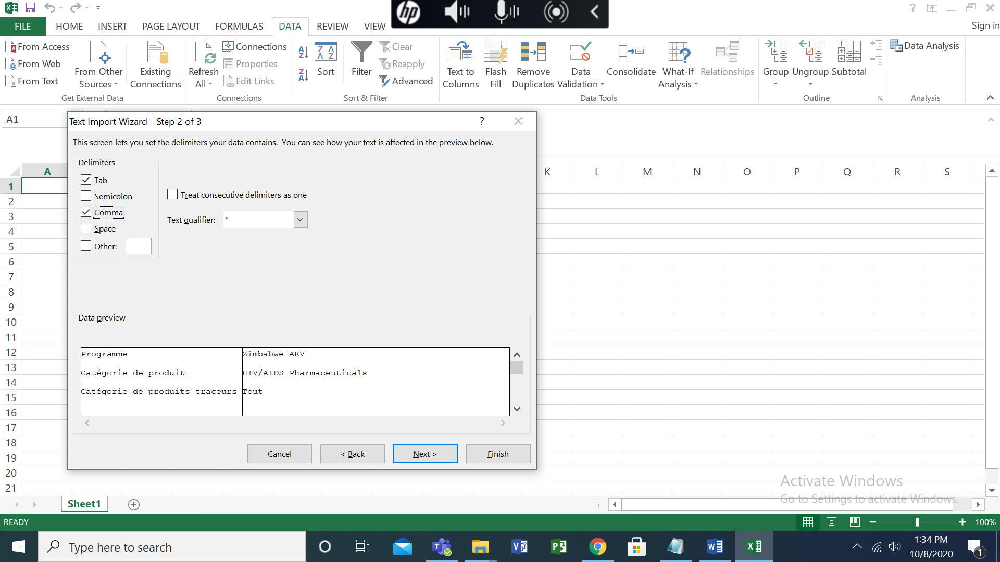 ?
FILE HOME INSERT PAGE LAYOUT FORMULAS DATA REVIEW VIEW
hp
Sign in
From Access
From Web
From Text
From Other
Sources
Existing
Connections
Get External Data
Refresh
All
Connections
Properties
Edit Links
Connections
Sort
Filter
Clear
Reapply
Advanced
Sort & Filter
Text to
Columns
Flash
Fill
Remove
Duplicates
Data
Validation
Consolidate
What-If
Analysis
Relationships
Data Tools
Group
Ungroup
Subtotal
Outline
Data Analysis
Analysis
A1
Text Import Wizard - Step 2 of 3
?
This screen lets you set the delimiters your data contains. You can see how your text is affected in the preview below.
Delimiters
Tab
Semicolon
Comma
Space
Other:
Treat consecutive delimiters as one
Text qualifier: "
Data preview
Programme Zimbabwe-ARV
Catégorie de produit HIV/AIDS Pharmaceuticals
Catégorie de produits traceurs Tout
Cancel < Back Next > Finish
A K L M N O P Q R S
1
2
3
4
5
6
7
8
9
10
11
12
13
14
15
16
17
18
19
20
21
Activate Windows
Go to Settings to activate Windows.
Sheet1
READY
100%
Type here to search
1:34 PM
10/8/2020
1